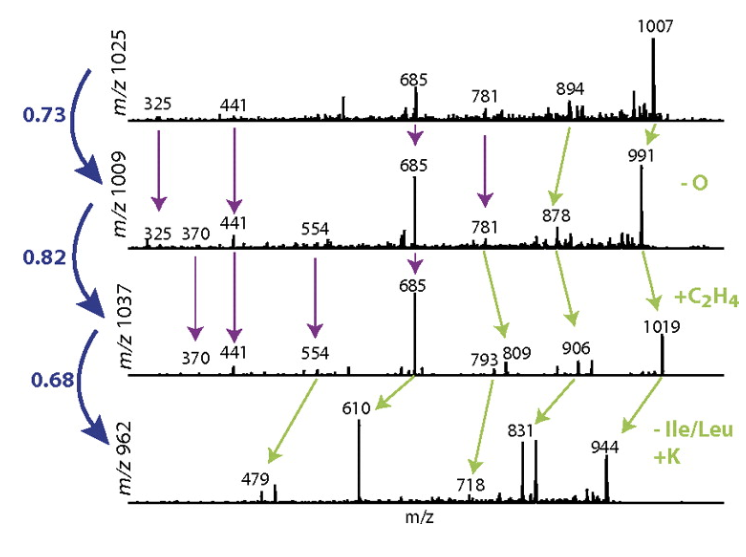 m/z 1025
325 441 685 781 894 1007
0.73
m/z 1009
325 370 441 554 685 781 878 991
- O
0.82
m/z 1037
370 441 554 685 793 809 906 1019
+C₂H₄
0.68
m/z 962
479 610 718 831 944
- Ile/Leu
+K
m/z